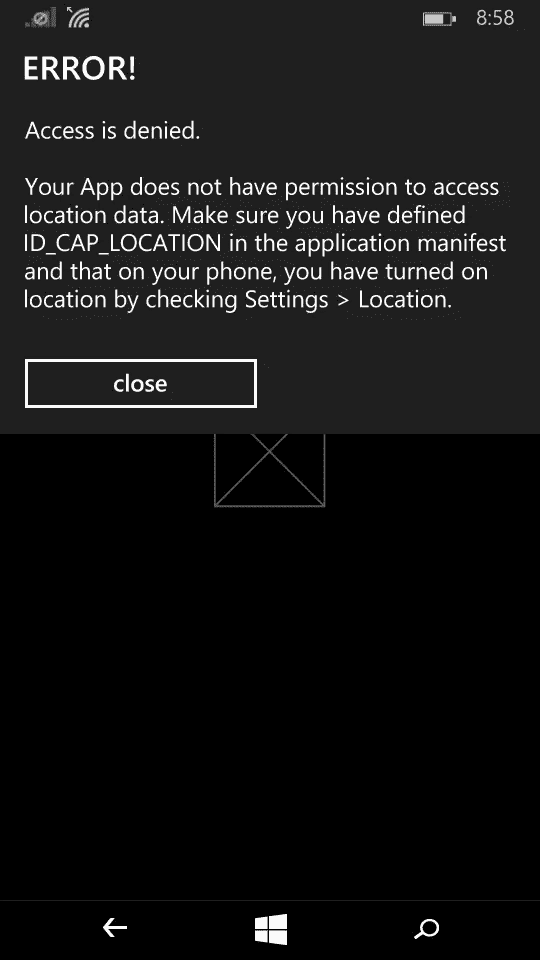 8:58
ERROR!
Access is denied.
Your App does not have permission to access
location data. Make sure you have defined
ID_CAP_LOCATION in the application manifest
and that on your phone, you have turned on
location by checking Settings > Location.
close